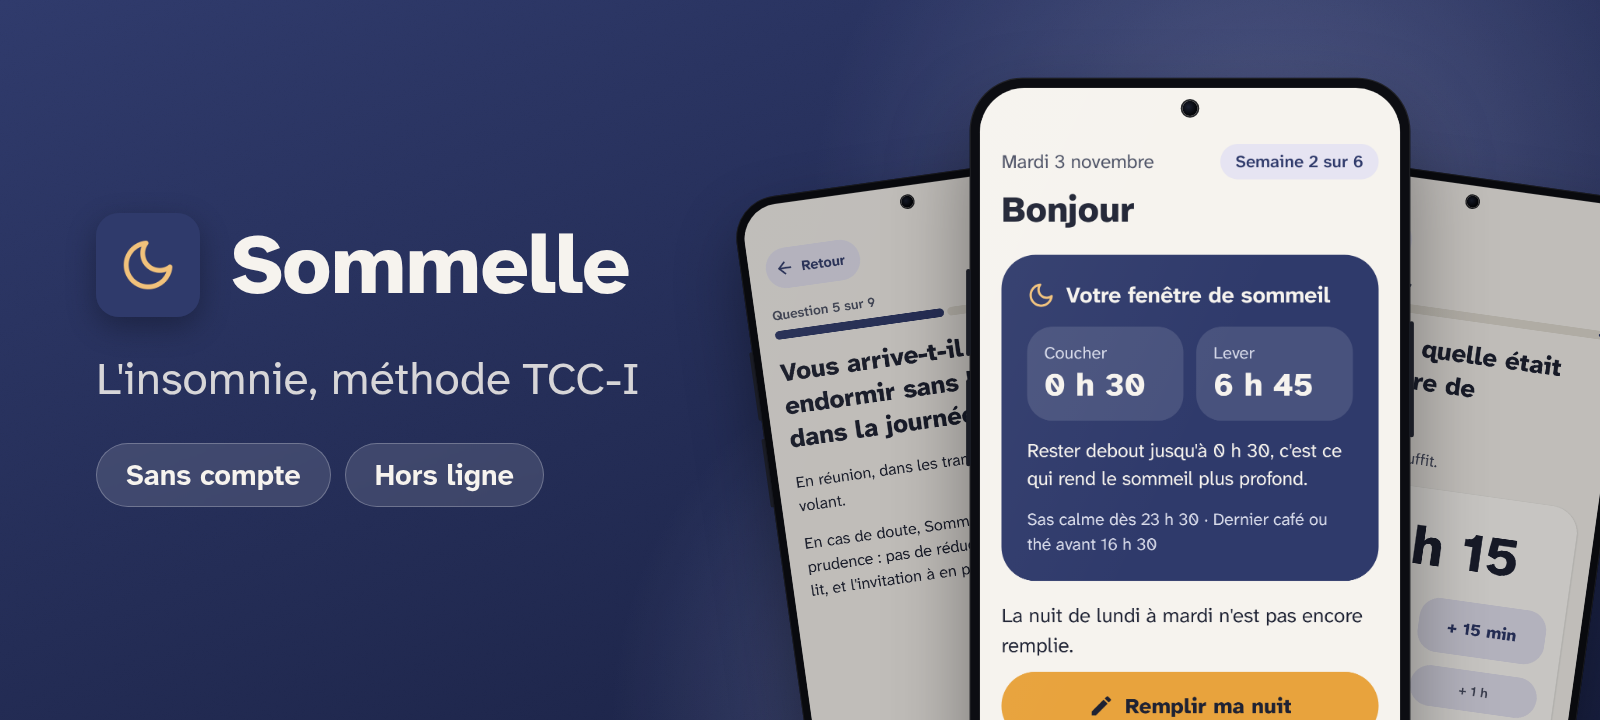 Sommelle
L'insomnie, méthode TCC-I
Sans compte
Hors ligne
Retour
Question 5 sur 9
Vous arrive-t-il
endormir sans
dans la journée
En réunion, dans les
volant.
En cas de doute,
prudence : pas de
lit, et l'invitation à en
Mardi 3 novembre
Semaine 2 sur 6
Bonjour
Votre fenêtre de sommeil
Coucher
0 h 30
Lever
6 h 45
Rester debout jusqu'à 0 h 30, c'est ce
qui rend le sommeil plus profond.
Sas calme dès 23 h 30 · Dernier café ou
thé avant 16 h 30
La nuit de lundi à mardi n'est pas encore
remplie.
Remplir ma nuit
quelle était
de
h 15
+ 15 min
+ 1 h